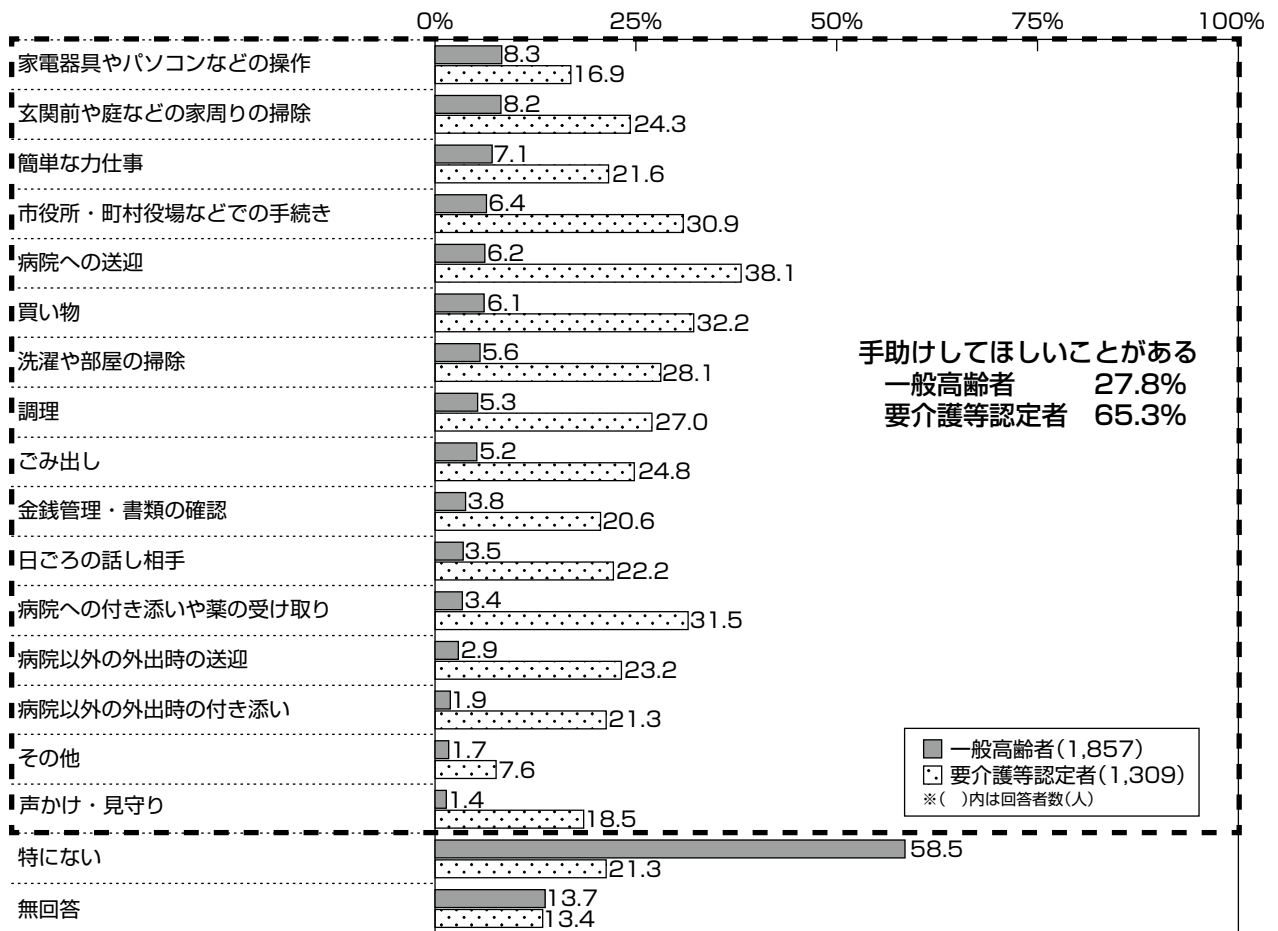 0% 25% 50% 75% 100%
家電器具やパソコンなどの操作 8.3
16.9
玄関前や庭などの家周りの掃除 8.2
24.3
簡単な力仕事 7.1
21.6
市役所・町村役場などでの手続き 6.4
30.9
病院への送迎 6.2
38.1
買い物 6.1
32.2
洗濯や部屋の掃除 5.6
28.1
調理 5.3
27.0
ごみ出し 5.2
24.8
金銭管理・書類の確認 3.8
20.6
日ごろの話し相手 3.5
22.2
病院への付き添いや薬の受け取り 3.4
31.5
病院以外の外出時の送迎 2.9
23.2
病院以外の外出時の付き添い 1.9
21.3
その他 1.7
7.6
声かけ・見守り 1.4
18.5
特にない 58.5
21.3
無回答 13.7
13.4
手助けしてほしいことがある
一般高齢者 27.8%
要介護等認定者 65.3%
一般高齢者(1,857)
要介護等認定者(1,309)
※( )内は回答者数(人)